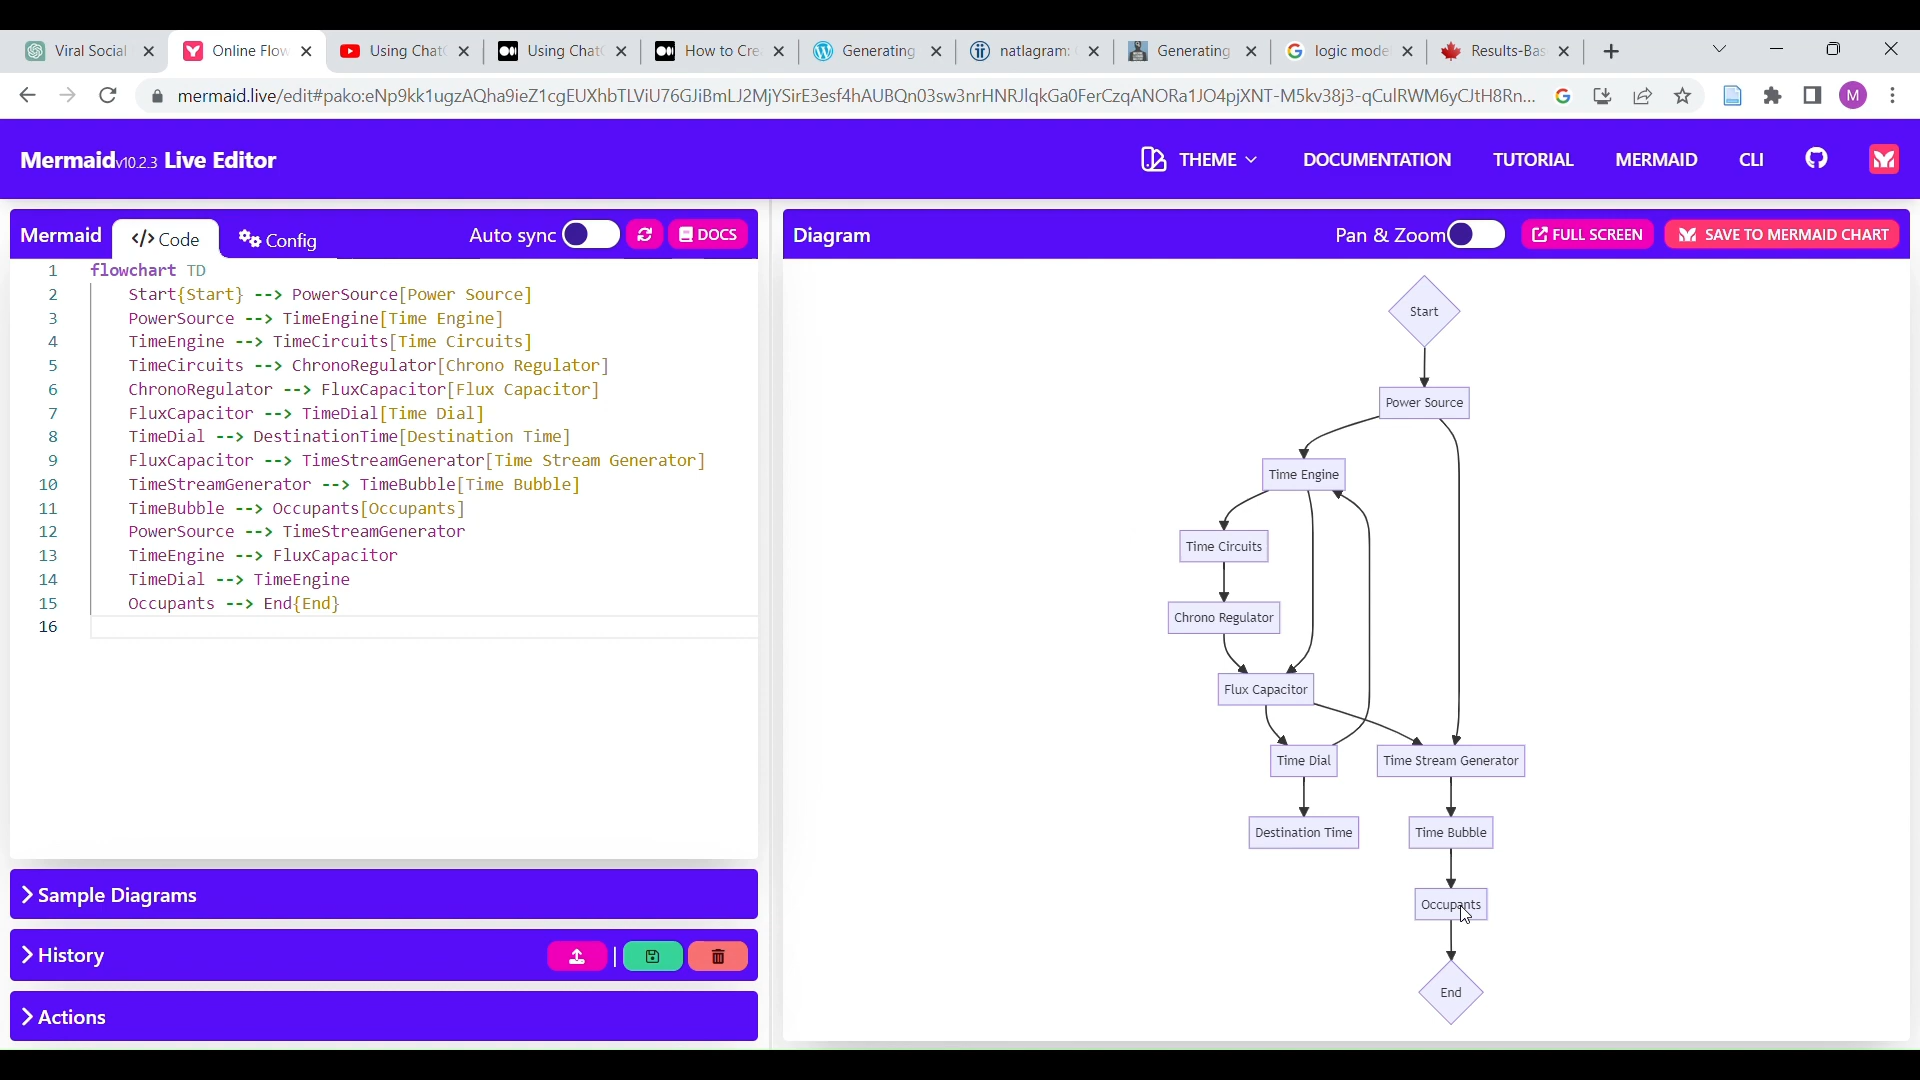 Viral Social
Online Flow
Using Chat
Using Chat
How to Cre
Generating
natlagram:
Generating
logic mode
Results-Bas
mermaid.live/edit#pako:eNp9kk1ugzAQha9ieZ1cgEUXhbTLViU76GJiBmLJ2MjYSirE3esf4hAUBQn03sw3nrHNRJlqkGa0FerCzqANORa1JO4pjXNT-M5kv38j3-qCulRWM6yCJtH8Rn...
M
Mermaid v10.2.3 Live Editor
THEME
DOCUMENTATION
TUTORIAL
MERMAID
CLI
Mermaid
</> Code
Config
Auto sync
DOCS
1 flowchart TD
2 Start{Start} --> PowerSource[Power Source]
3 PowerSource --> TimeEngine[Time Engine]
4 TimeEngine --> TimeCircuits[Time Circuits]
5 TimeCircuits --> ChronoRegulator[Chrono Regulator]
6 ChronoRegulator --> FluxCapacitor[Flux Capacitor]
7 FluxCapacitor --> TimeDial[Time Dial]
8 TimeDial --> DestinationTime[Destination Time]
9 FluxCapacitor --> TimeStreamGenerator[Time Stream Generator]
10 TimeStreamGenerator --> TimeBubble[Time Bubble]
11 TimeBubble --> Occupants[Occupants]
12 PowerSource --> TimeStreamGenerator
13 TimeEngine --> FluxCapacitor
14 TimeDial --> TimeEngine
15 Occupants --> End{End}
16
Sample Diagrams
History
Actions
Diagram
Pan & Zoom
FULL SCREEN
SAVE TO MERMAID CHART
Start
Power Source
Time Engine
Time Circuits
Chrono Regulator
Flux Capacitor
Time Dial
Time Stream Generator
Destination Time
Time Bubble
Occupants
End